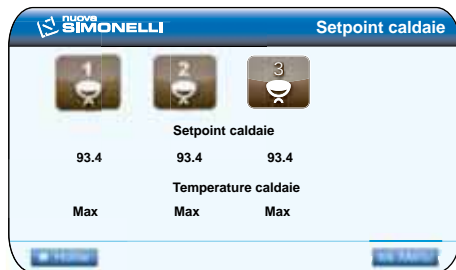 nuova
SIMONELLI
Setpoint caldaie
1 2 3
Setpoint caldaie
93.4 93.4 93.4
Temperature caldaie
Max Max Max
Home